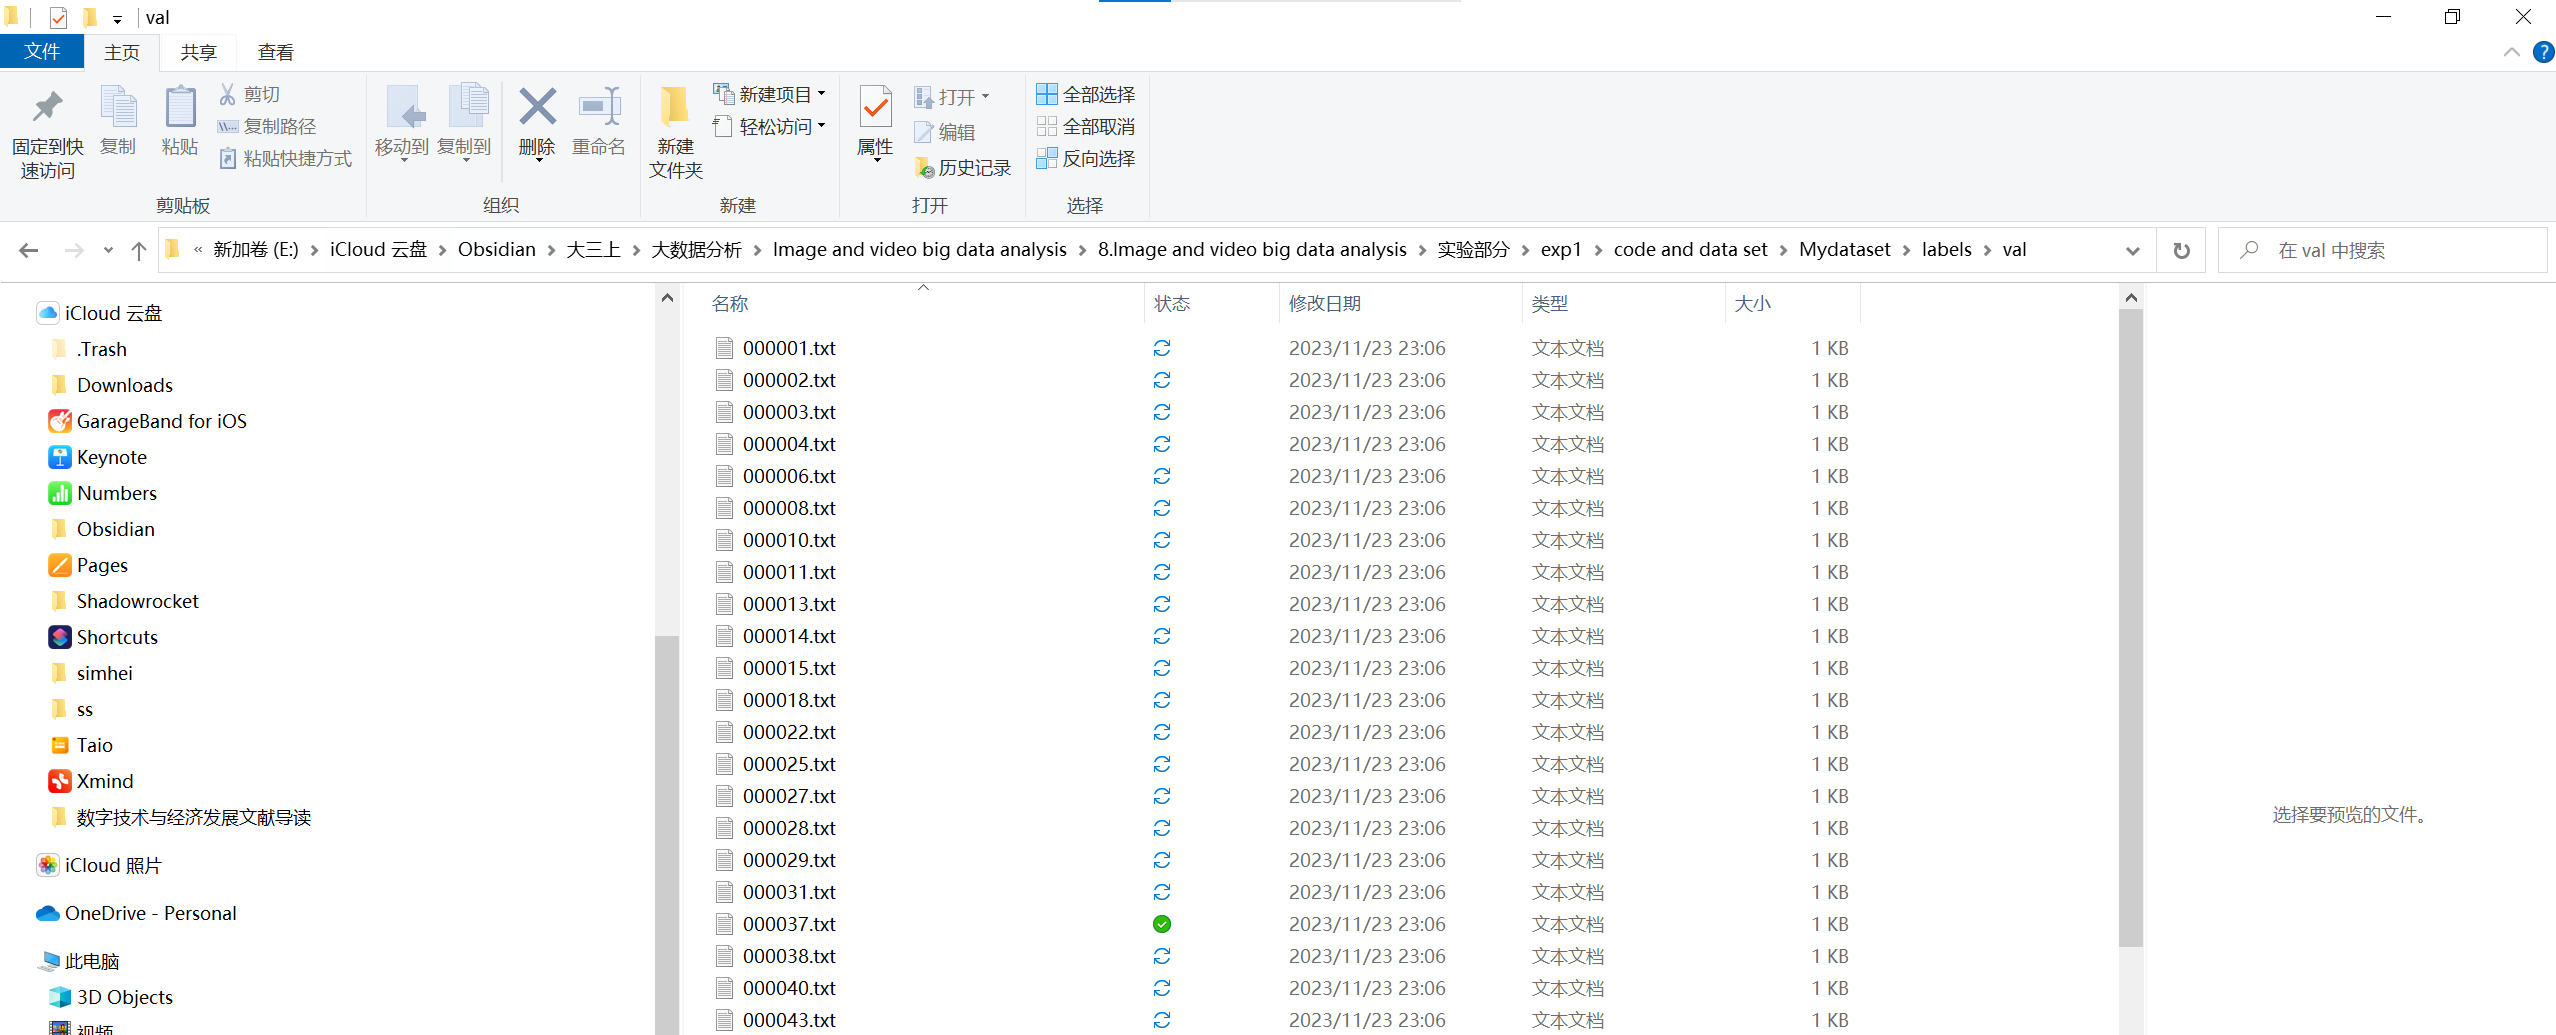 val
文件 主页 共享 查看
固定到快速访问
复制
粘贴
剪切
复制路径
粘贴快捷方式
剪贴板
移动到
复制到
删除
重命名
组织
新建文件夹
新建项目
轻松访问
新建
属性
打开
编辑
历史记录
打开
全部选择
全部取消
反向选择
选择
« 新加卷 (E:) › iCloud 云盘 › Obsidian › 大三上 › 大数据分析 › Image and video big data analysis › 8.Image and video big data analysis › 实验部分 › exp1 › code and data set › Mydataset › labels › val
在 val 中搜索
iCloud 云盘
.Trash
Downloads
GarageBand for iOS
Keynote
Numbers
Obsidian
Pages
Shadowrocket
Shortcuts
simhei
ss
Taio
Xmind
数字技术与经济发展文献导读
iCloud 照片
OneDrive - Personal
此电脑
3D Objects
视频
名称 状态 修改日期 类型 大小
000001.txt 2023/11/23 23:06 文本文档 1 KB
000002.txt 2023/11/23 23:06 文本文档 1 KB
000003.txt 2023/11/23 23:06 文本文档 1 KB
000004.txt 2023/11/23 23:06 文本文档 1 KB
000006.txt 2023/11/23 23:06 文本文档 1 KB
000008.txt 2023/11/23 23:06 文本文档 1 KB
000010.txt 2023/11/23 23:06 文本文档 1 KB
000011.txt 2023/11/23 23:06 文本文档 1 KB
000013.txt 2023/11/23 23:06 文本文档 1 KB
000014.txt 2023/11/23 23:06 文本文档 1 KB
000015.txt 2023/11/23 23:06 文本文档 1 KB
000018.txt 2023/11/23 23:06 文本文档 1 KB
000022.txt 2023/11/23 23:06 文本文档 1 KB
000025.txt 2023/11/23 23:06 文本文档 1 KB
000027.txt 2023/11/23 23:06 文本文档 1 KB
000028.txt 2023/11/23 23:06 文本文档 1 KB
000029.txt 2023/11/23 23:06 文本文档 1 KB
000031.txt 2023/11/23 23:06 文本文档 1 KB
000037.txt 2023/11/23 23:06 文本文档 1 KB
000038.txt 2023/11/23 23:06 文本文档 1 KB
000040.txt 2023/11/23 23:06 文本文档 1 KB
000043.txt 2023/11/23 23:06 文本文档 1 KB
选择要预览的文件。